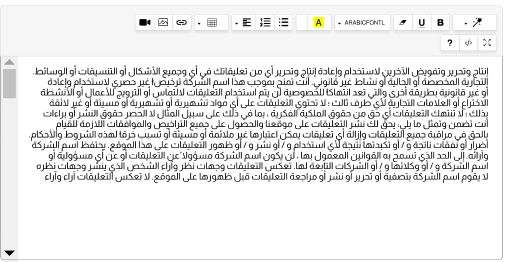 ARABICFONTL
A
B
U
?
</>
إنتاج وتحرير وتفويض الآخرين لاستخدام وإعادة إنتاج وتحرير أي من تعليقاتك في أي وجميع الأشكال أو التنسيقات أو الوسائط.
التجارية المخصصة أو الحالية أو نشاط غير قانوني. أنت تمنح بموجب هذا اسم الشركة ترخيصًا غير حصري لاستخدام وإعادة
أو غير قانونية بطريقة أخرى والتي تعد انتهاكًا للخصوصية لن يتم استخدام التعليقات لالتماس أو الترويج للأعمال أو الأنشطة
الاختراع أو العلامات التجارية لأي طرف ثالث ؛ لا تحتوي التعليقات على أي مواد تشهيرية أو تشهيرية أو مسيئة أو غير لائقة
بذلك ؛ لا تنتهك التعليقات أي حق من حقوق الملكية الفكرية ، بما في ذلك على سبيل المثال لا الحصر حقوق النشر أو براءات
أنت تضمن وتمثل ما يلي: يحق لك نشر التعليقات على موقعنا والحصول على جميع التراخيص والموافقات اللازمة للقيام
بالحق في مراقبة جميع التعليقات وإزالة أي تعليقات يمكن اعتبارها غير ملائمة أو مسيئة أو تسبب خرقًا لهذه الشروط والأحكام.
أضرار أو نفقات ناتجة و / أو تكبدتها نتيجة لأي استخدام و / أو نشر و / أو ظهور التعليقات على هذا الموقع. يحتفظ اسم الشركة
وآرائه. إلى الحد الذي تسمح به القوانين المعمول بها ، لن يكون اسم الشركة مسؤولاً عن التعليقات أو عن أي مسؤولية أو
اسم الشركة و / أو وكلائها و / أو الشركات التابعة لها. تعكس التعليقات وجهات نظر وآراء الشخص الذي ينشر وجهات نظره
لا يقوم اسم الشركة بتصفية أو تحرير أو نشر أو مراجعة التعليقات قبل ظهورها على الموقع. لا تعكس التعليقات آراء وآراء